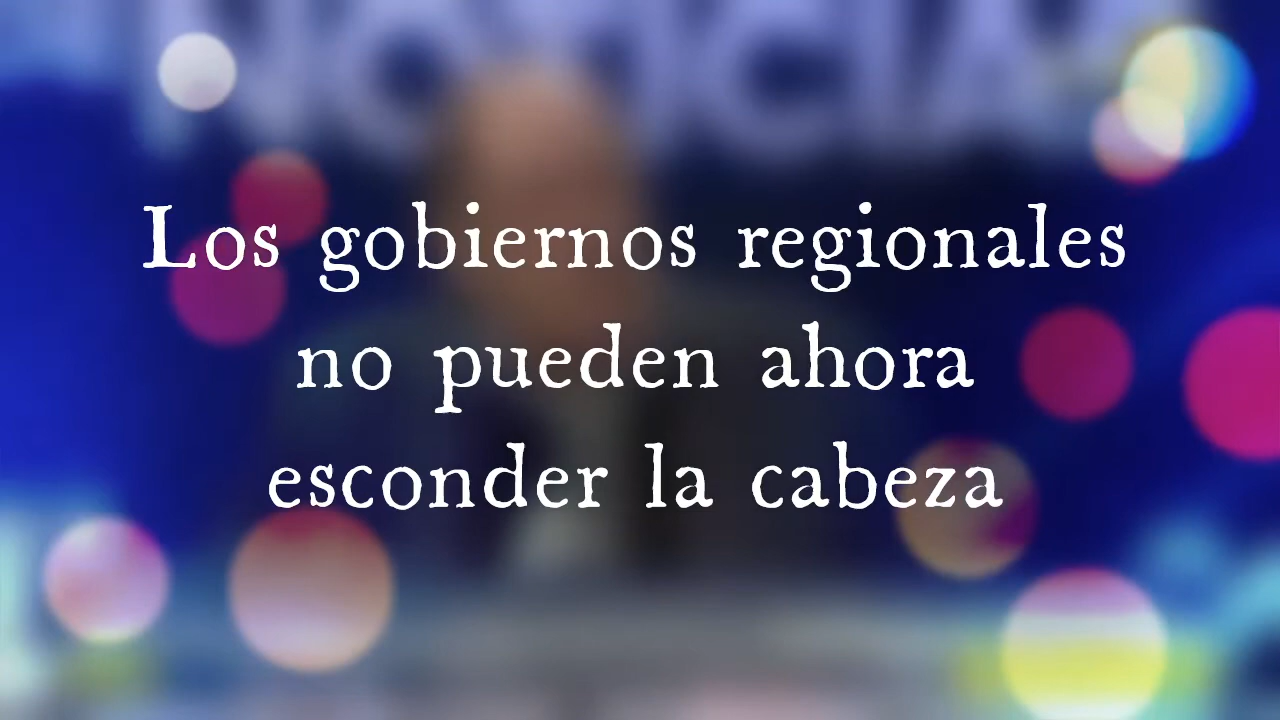 Los gobiernos regionales
no pueden ahora
esconder la cabeza